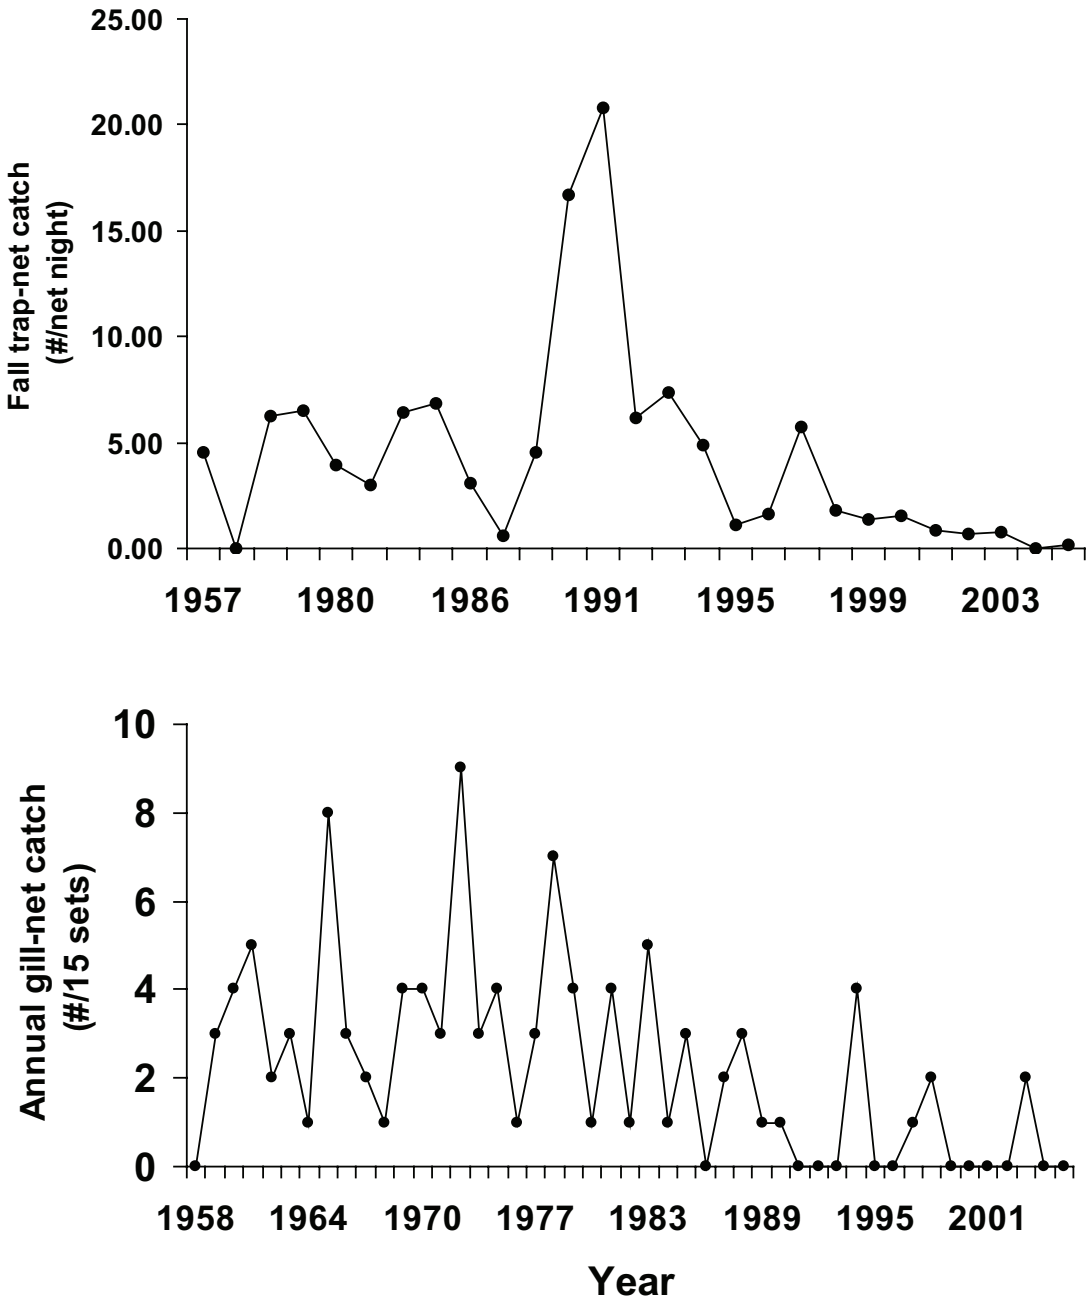 25.00
20.00
15.00
10.00
5.00
0.00
Fall trap-net catch
(#/net night)
1957 1980 1986 1991 1995 1999 2003
10
8
6
4
2
0
Annual gill-net catch
(#/15 sets)
1958 1964 1970 1977 1983 1989 1995 2001
Year